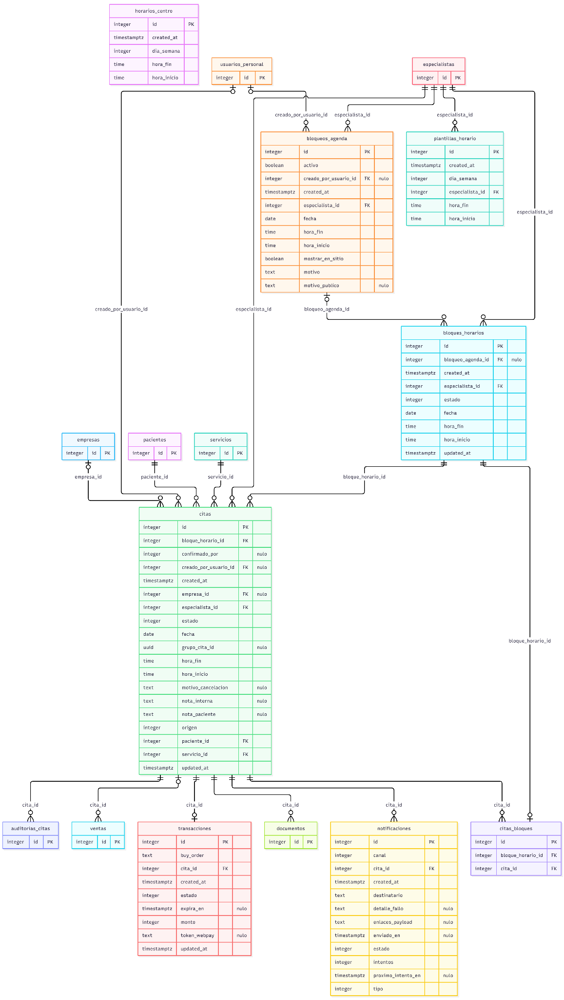 horarios_centro
integer id PK
timestamptz created_at
integer dia_semana
time hora_fin
time hora_inicio
usuarios_personal
integer id PK
especialistas
integer id PK
creado_por_usuario_id
especialista_id
especialista_id
bloqueos_agenda
integer id PK
boolean activo
integer creado_por_usuario_id FK nulo
timestamptz created_at
integer especialista_id FK
date fecha
time hora_fin
time hora_inicio
boolean mostrar_en_sitio
text motivo
text motivo_publico nulo
plantillas_horario
integer id PK
timestamptz created_at
integer dia_semana
integer especialista_id FK
time hora_fin
time hora_inicio
especialista_id
creado_por_usuario_id
especialista_id
bloqueo_agenda_id
bloques_horarios
integer id PK
integer bloqueo_agenda_id FK nulo
timestamptz created_at
integer especialista_id FK
integer estado
date fecha
time hora_fin
time hora_inicio
timestamptz updated_at
empresas
integer id PK
pacientes
integer id PK
servicios
integer id PK
empresa_id
paciente_id
servicio_id
bloque_horario_id
citas
integer id PK
integer bloque_horario_id FK
integer confirmado_por nulo
integer creado_por_usuario_id FK nulo
timestamptz created_at
integer empresa_id FK nulo
integer especialista_id FK
integer estado
date fecha
uuid grupo_cita_id nulo
time hora_fin
time hora_inicio
text motivo_cancelacion nulo
text nota_interna nulo
text nota_paciente nulo
integer origen
integer paciente_id FK
integer servicio_id FK
timestamptz updated_at
bloque_horario_id
cita_id
cita_id
cita_id
cita_id
cita_id
cita_id
auditorias_citas
integer id PK
ventas
integer id PK
transacciones
integer id PK
text buy_order
integer cita_id FK
timestamptz created_at
integer estado
timestamptz expira_en nulo
integer monto
text token_webpay nulo
timestamptz updated_at
documentos
integer id PK
notificaciones
integer id PK
integer canal
integer cita_id FK
timestamptz created_at
text destinatario
text detalle_fallo nulo
text enlaces_payload nulo
timestamptz enviado_en nulo
integer estado
integer intentos
timestamptz proximo_intento_en nulo
integer tipo
citas_bloques
integer id PK
integer bloque_horario_id FK
integer cita_id FK